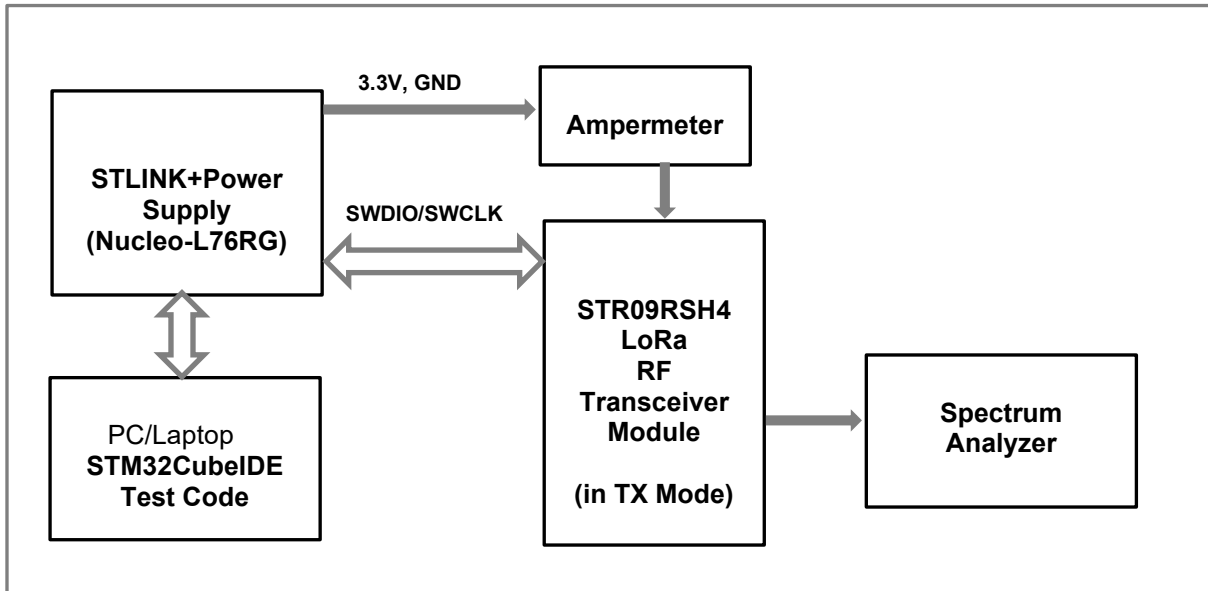 3.3V, GND
Ampermeter
STLINK+Power
Supply
(Nucleo-L76RG)
SWDIO/SWCLK
STR09RSH4
LoRa
RF
Transceiver
Module
(in TX Mode)
Spectrum
Analyzer
PC/Laptop
STM32CubeIDE
Test Code